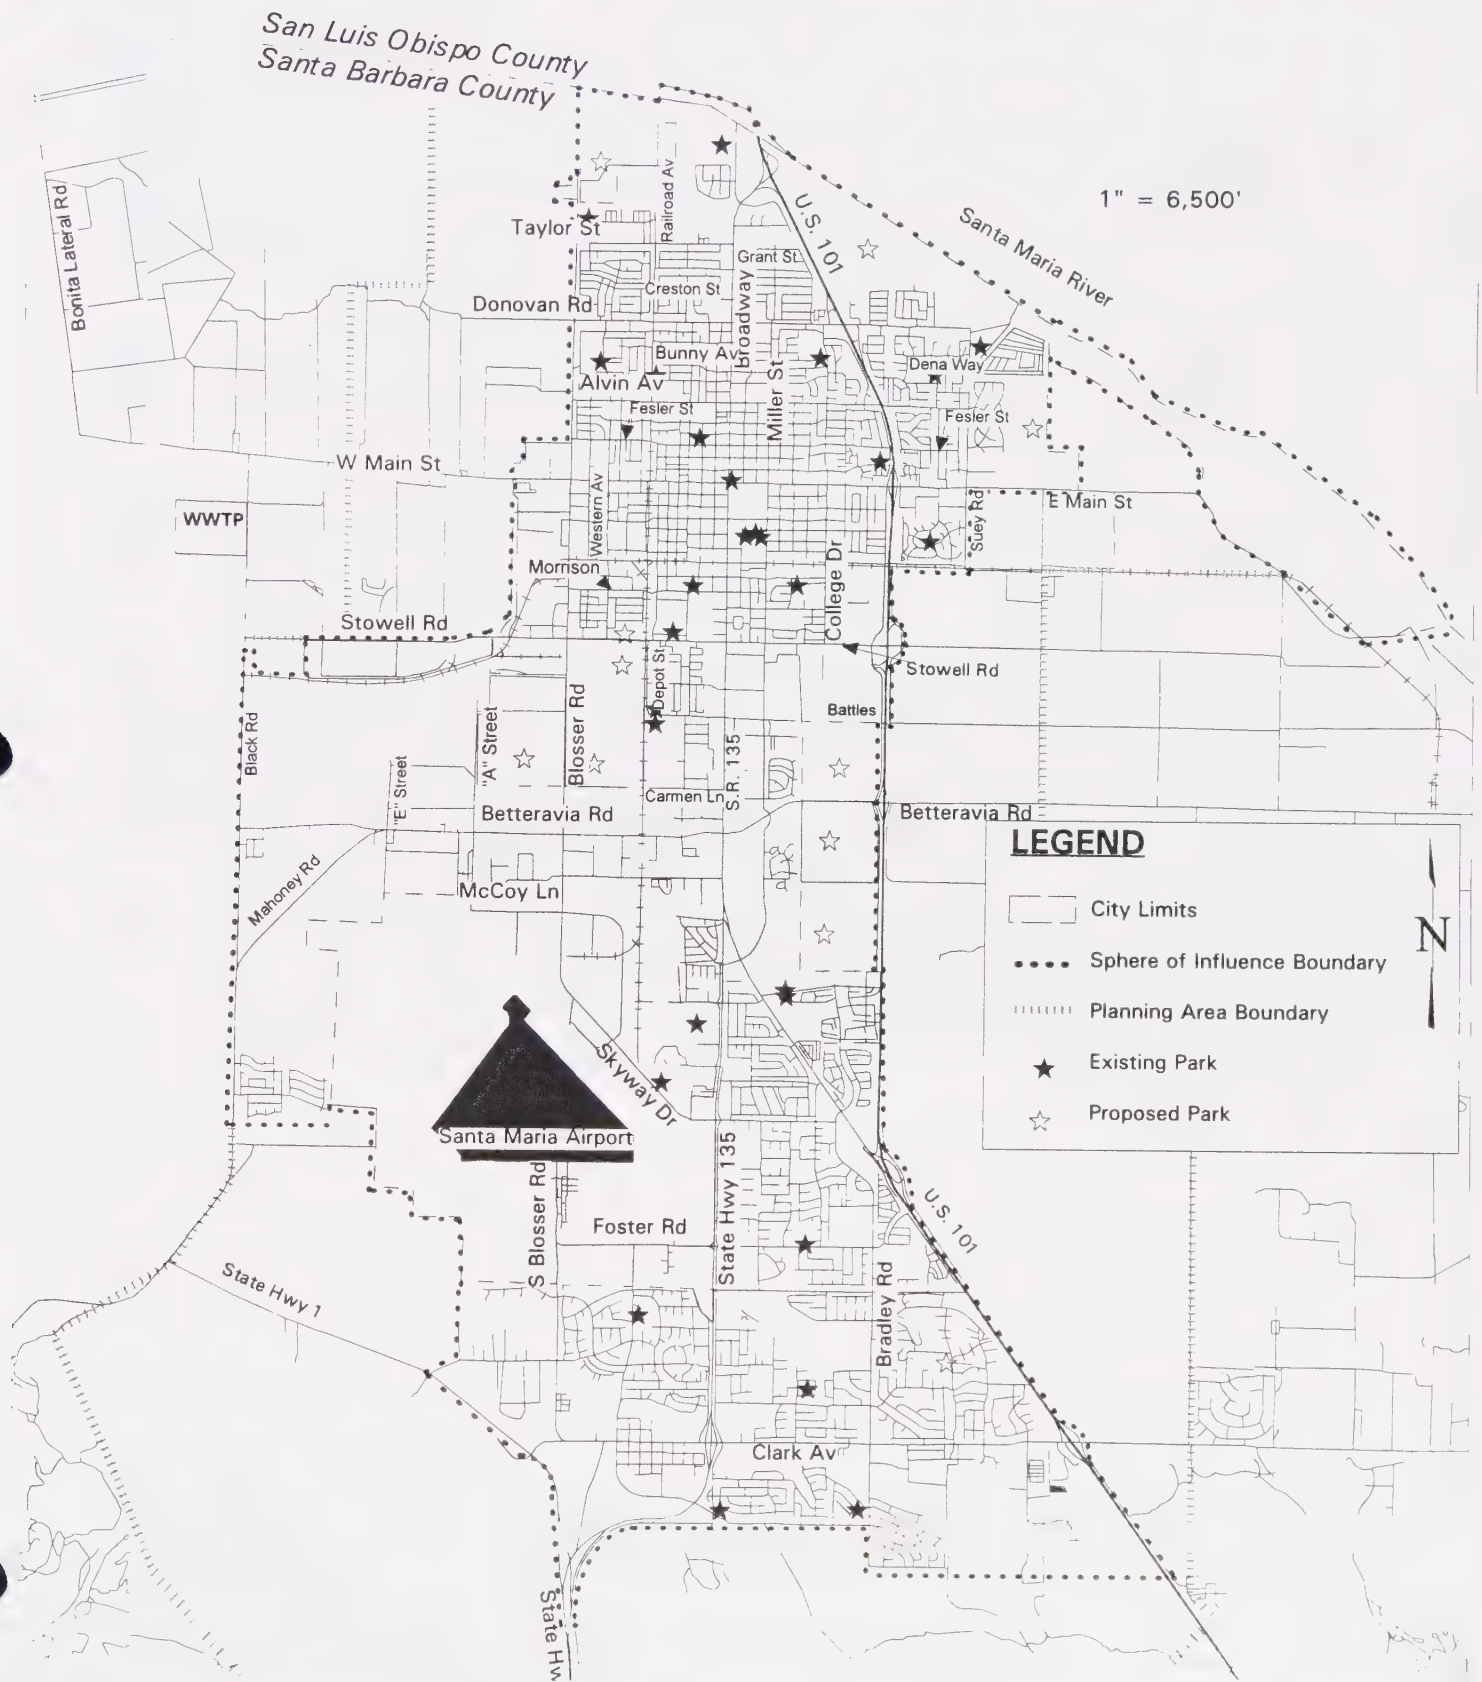 San Luis Obispo County
Santa Barbara County
1" = 6,500'
Bonita Lateral Rd
Railroad Av
U.S. 101
Santa Maria River
Taylor St
Grant St
Creston St
Broadway
Donovan Rd
Bunny Av
Miller St
Dena Way
Alvin Av
Fesler St
Fesler St
W Main St
Western Av
E Main St
Suey Rd
WWTP
College Dr
Morrison
Stowell Rd
Stowell Rd
Depot St
Blosser Rd
"A" Street
Black Rd
"E" Street
Battles
S.R. 135
Carmen Ln
Betteravia Rd
Betteravia Rd
Mahoney Rd
McCoy Ln
LEGEND
City Limits
Sphere of Influence Boundary
Planning Area Boundary
Existing Park
Proposed Park
N
Skyway Dr
Santa Maria Airport
S Blosser Rd
State Hwy 135
Foster Rd
U.S. 101
State Hwy 1
Bradley Rd
Clark Av
State Hw